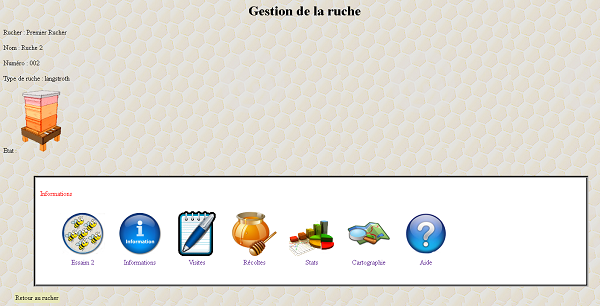 Gestion de la ruche
Rucher : Premier Rucher
Nom : Ruche 2
Numéro : 002
Type de ruche : langstroth
Etat :
Informations
i
Information
Essaim 2 Informations Visites Récoltes Stats Cartographie Aide
Retour au rucher